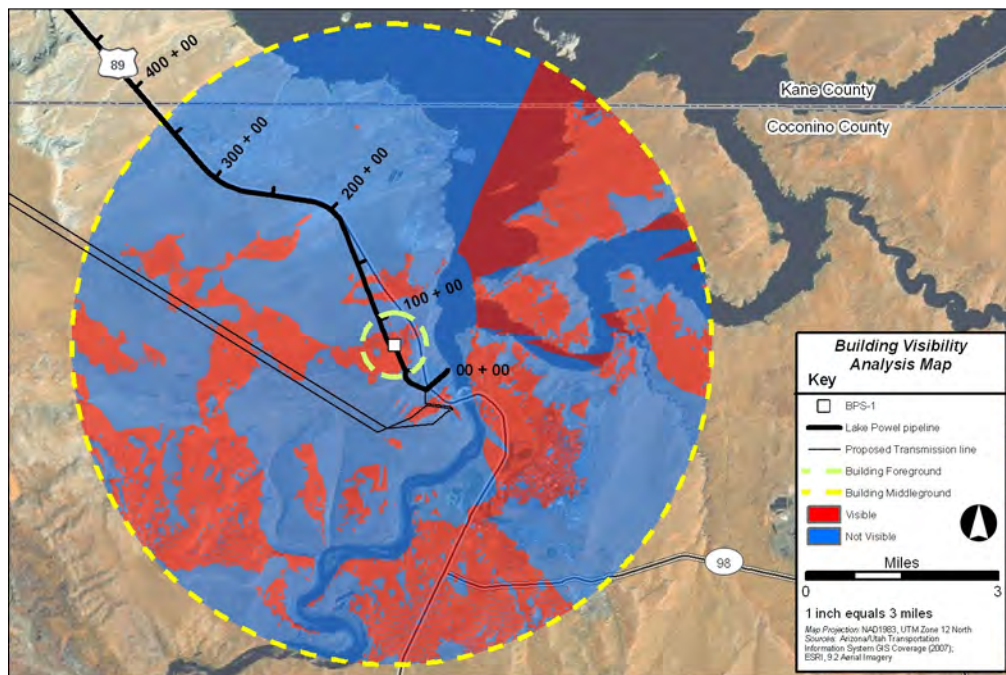 89
400 + 00
300 + 00
200 + 00
100 + 00
00 + 00
Kane County
Coconino County
98
Building Visibility
Analysis Map
Key
BPS-1
Lake Powel pipeline
Proposed Transmission line
Building Foreground
Building Middleground
Visible
Not Visible
Miles
0 3
1 inch equals 3 miles
Map Projection: NAD1983, UTM Zone 12 North
Sources: Arizona/Utah Transportation
Information System GIS Coverage (2007);
ESRI, 9.2 Aerial Imagery